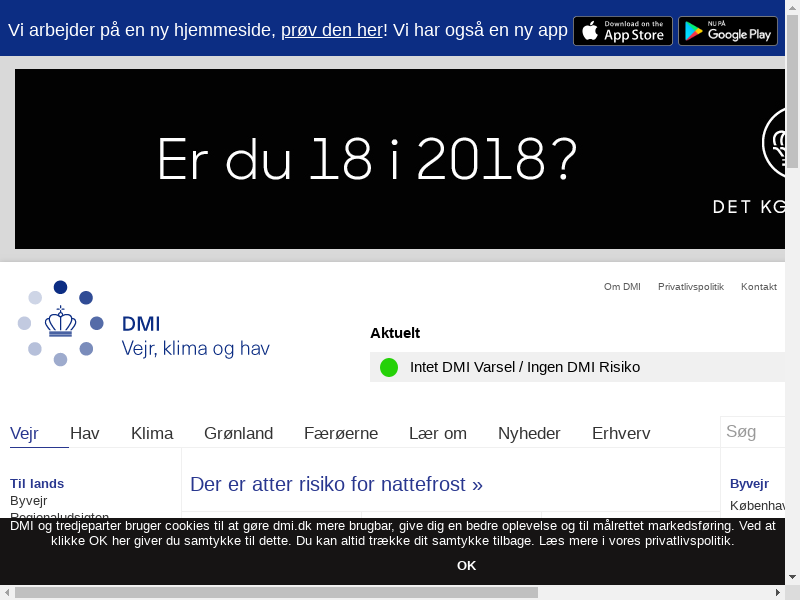 Vi arbejder på en ny hjemmeside, prøv den her! Vi har også en ny app
Download on the
App Store
NU PÅ
Google Play
Er du 18 i 2018?
DET KG
Om DMI Privatlivspolitik Kontakt
DMI
Vejr, klima og hav
Aktuelt
Intet DMI Varsel / Ingen DMI Risiko
Vejr Hav Klima Grønland Færøerne Lær om Nyheder Erhverv Søg
Til lands
Byvejr
Regionaludsigten
Der er atter risiko for nattefrost »
Byvejr
Københav
DMI og tredjeparter bruger cookies til at gøre dmi.dk mere brugbar, give dig en bedre oplevelse og til målrettet markedsføring. Ved at
klikke OK her giver du samtykke til dette. Du kan altid trække dit samtykke tilbage. Læs mere i vores privatlivspolitik.
OK